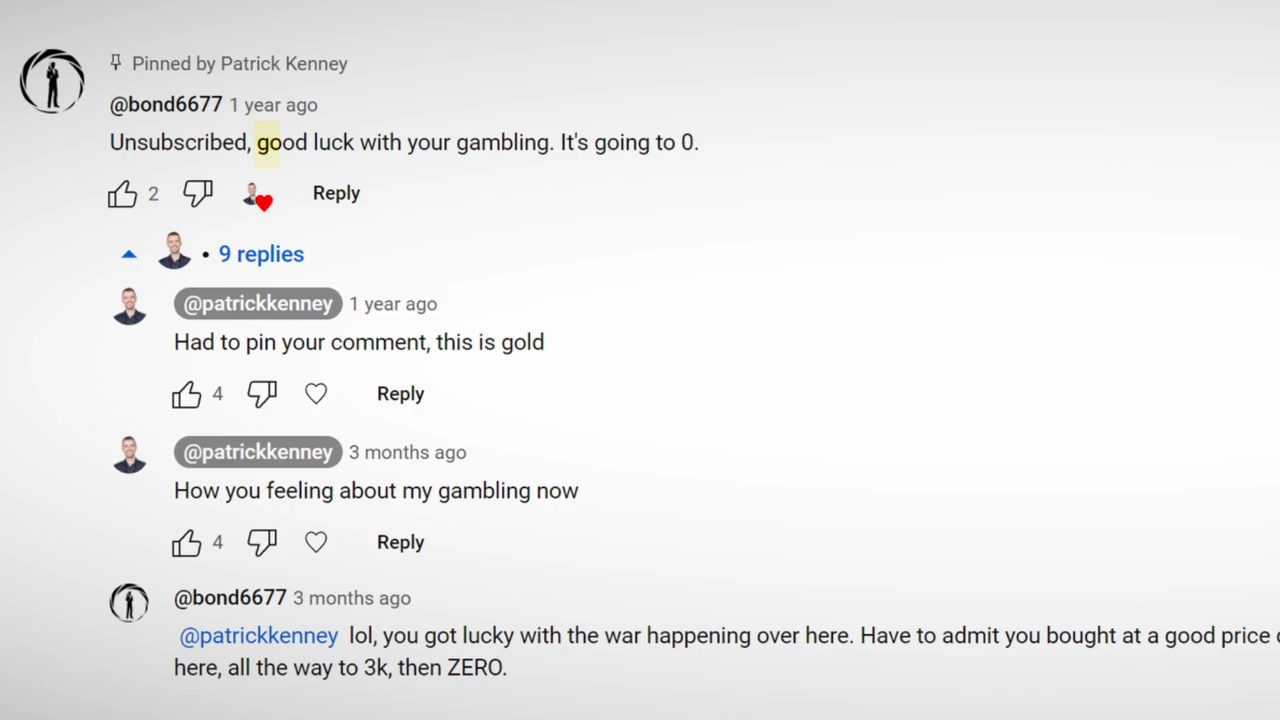 Pinned by Patrick Kenney
@bond6677 1 year ago
Unsubscribed, good luck with your gambling. It's going to 0.
2 Reply
• 9 replies
@patrickkenney 1 year ago
Had to pin your comment, this is gold
4 Reply
@patrickkenney 3 months ago
How you feeling about my gambling now
4 Reply
@bond6677 3 months ago
@patrickkenney lol, you got lucky with the war happening over here. Have to admit you bought at a good price
here, all the way to 3k, then ZERO.